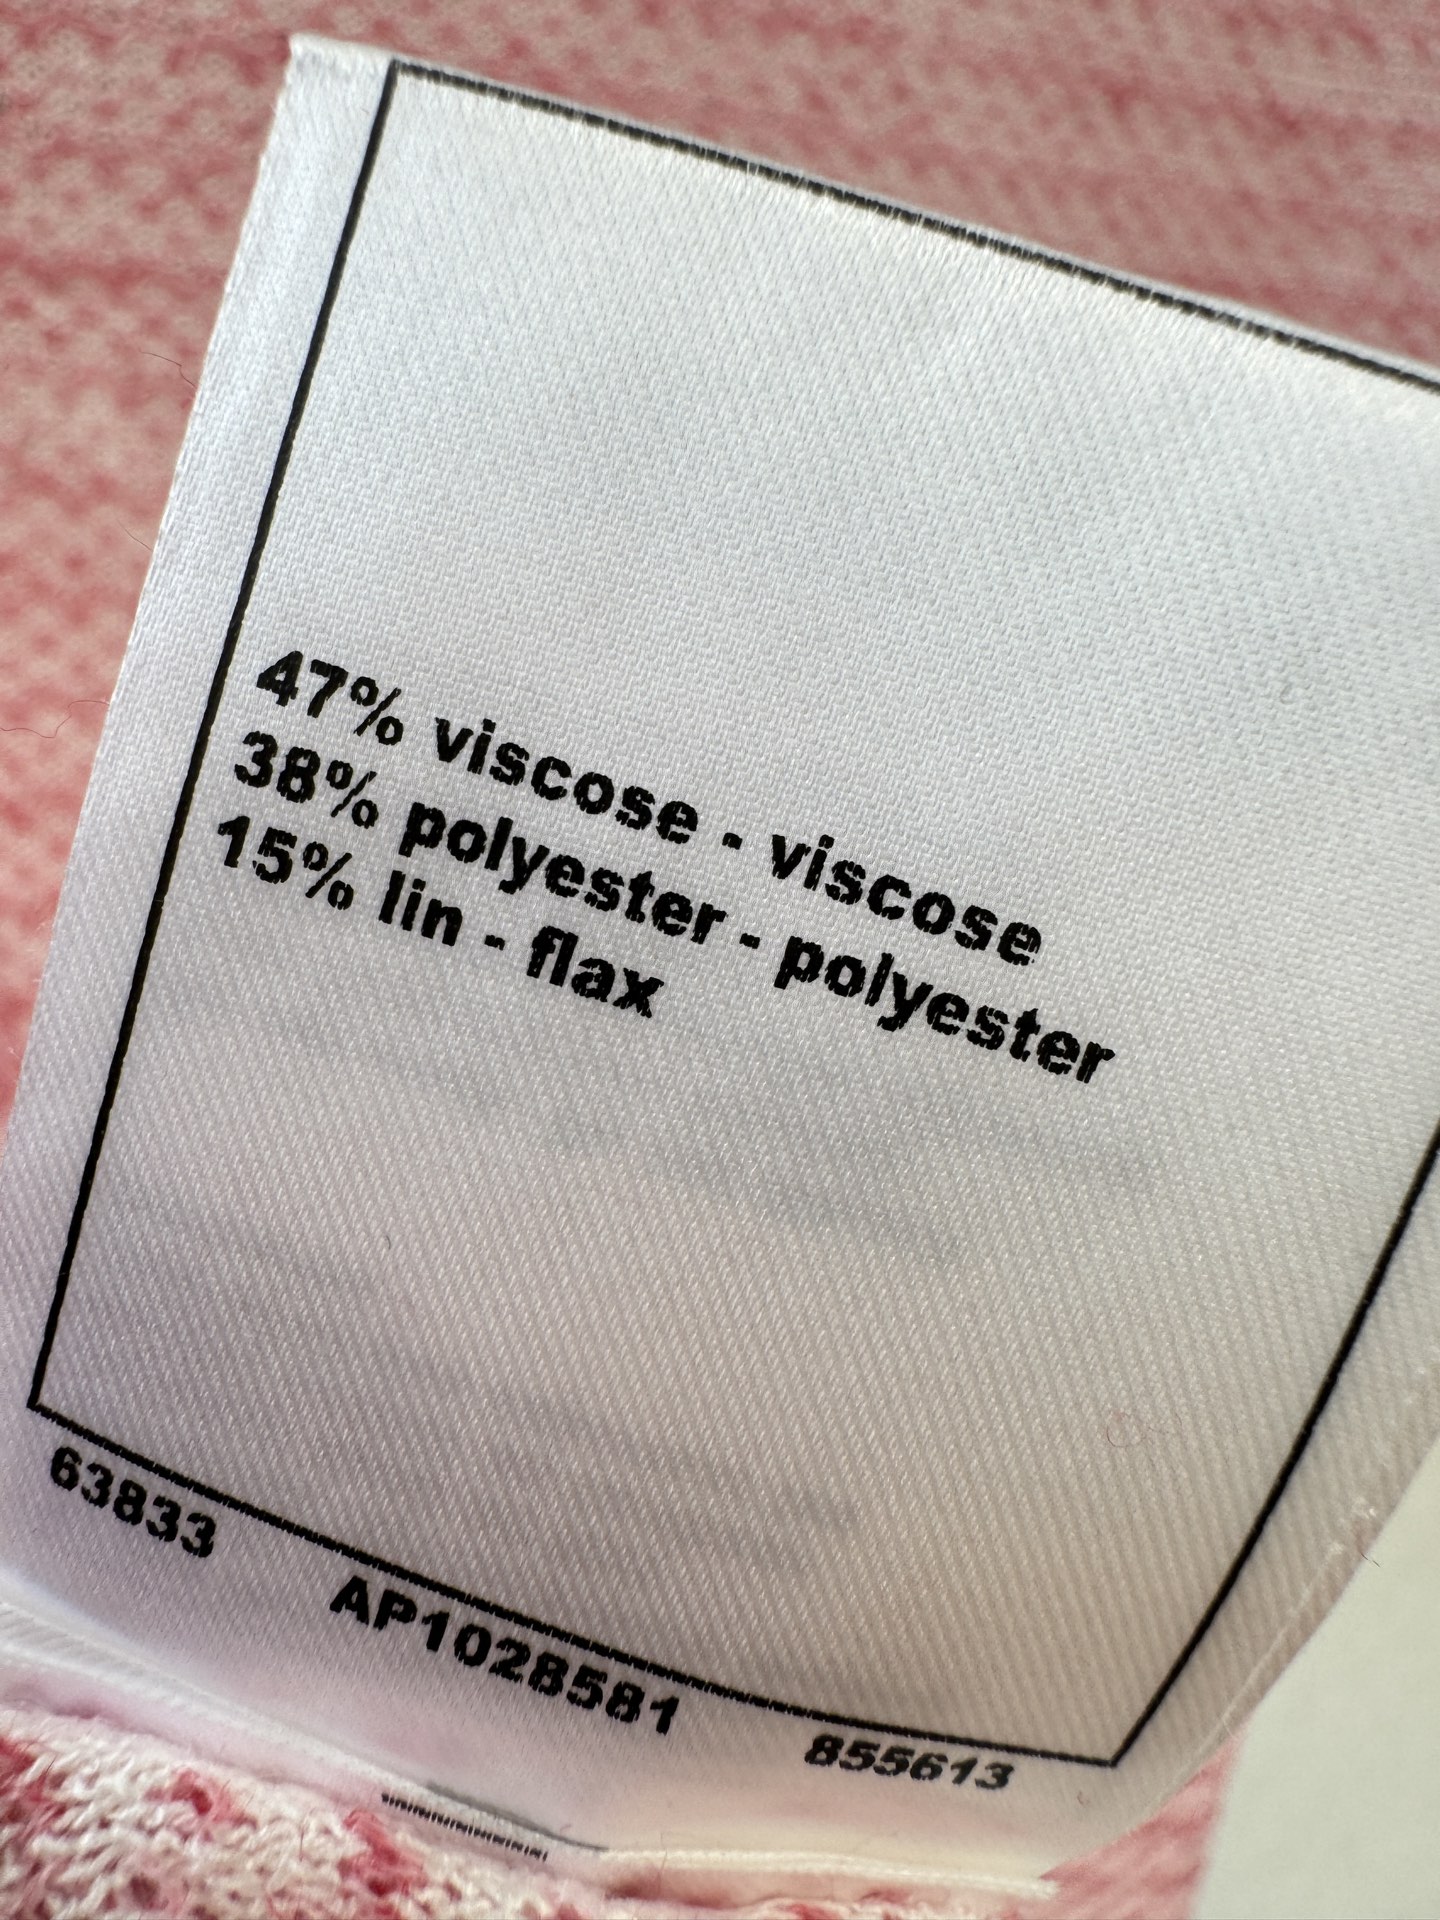 47% viscose - viscose
38% polyester - polyester
15% lin - flax
63833 AP1028581 855613